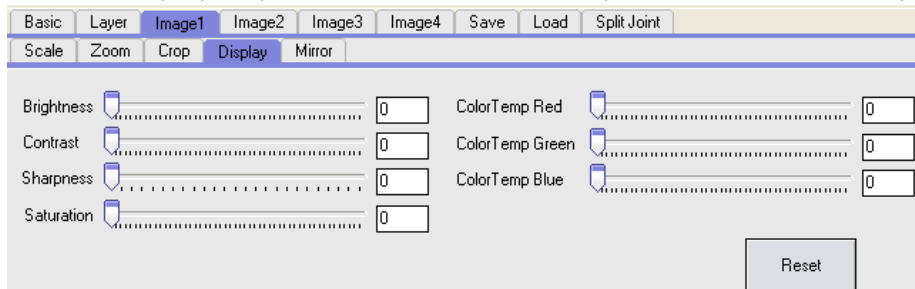 Basic Layer Image1 Image2 Image3 Image4 Save Load Split Joint
Scale Zoom Crop Display Mirror
Brightness 0 ColorTemp Red 0
Contrast 0 ColorTemp Green 0
Sharpness 0 ColorTemp Blue 0
Saturation 0
Reset